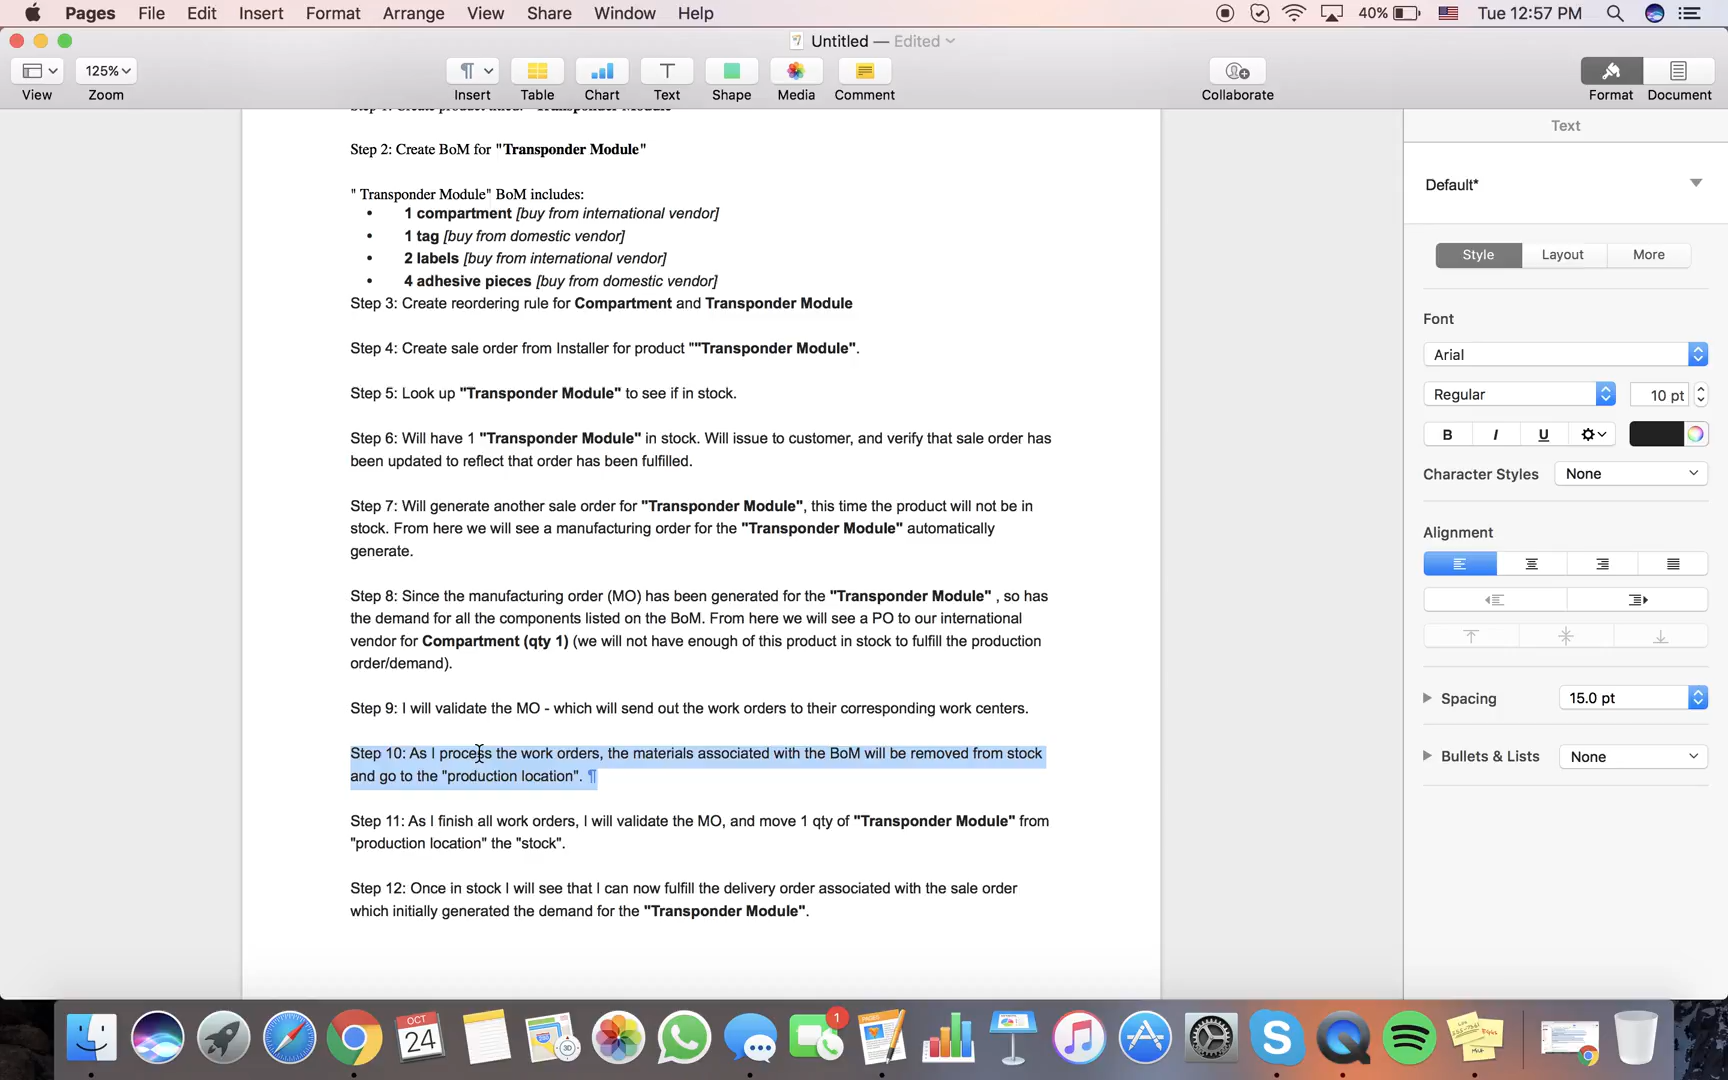 Pages File Edit Insert Format Arrange View Share Window Help 40% Tue 12:57 PM
Untitled — Edited
125%
View Zoom Insert Table Chart Text Shape Media Comment Collaborate Format Document
Step 1: Create product titled: "Transponder Module"
Step 2: Create BoM for "Transponder Module"
" Transponder Module" BoM includes:
• 1 compartment [buy from international vendor]
• 1 tag [buy from domestic vendor]
• 2 labels [buy from international vendor]
• 4 adhesive pieces [buy from domestic vendor]
Step 3: Create reordering rule for Compartment and Transponder Module
Step 4: Create sale order from Installer for product ""Transponder Module".
Step 5: Look up "Transponder Module" to see if in stock.
Step 6: Will have 1 "Transponder Module" in stock. Will issue to customer, and verify that sale order has
been updated to reflect that order has been fulfilled.
Step 7: Will generate another sale order for "Transponder Module", this time the product will not be in
stock. From here we will see a manufacturing order for the "Transponder Module" automatically
generate.
Step 8: Since the manufacturing order (MO) has been generated for the "Transponder Module" , so has
the demand for all the components listed on the BoM. From here we will see a PO to our international
vendor for Compartment (qty 1) (we will not have enough of this product in stock to fulfill the production
order/demand).
Step 9: I will validate the MO - which will send out the work orders to their corresponding work centers.
Step 10: As I process the work orders, the materials associated with the BoM will be removed from stock
and go to the "production location". ¶
Step 11: As I finish all work orders, I will validate the MO, and move 1 qty of "Transponder Module" from
"production location" the "stock".
Step 12: Once in stock I will see that I can now fulfill the delivery order associated with the sale order
which initially generated the demand for the "Transponder Module".
Text
Default*
Style Layout More
Font
Arial
Regular 10 pt
B I U
Character Styles None
Alignment
Spacing 15.0 pt
Bullets & Lists None
OCT
24
1
PAGES